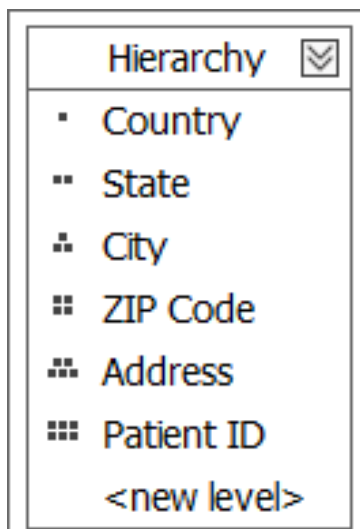 Hierarchy
Country
State
City
ZIP Code
Address
Patient ID
<new level>